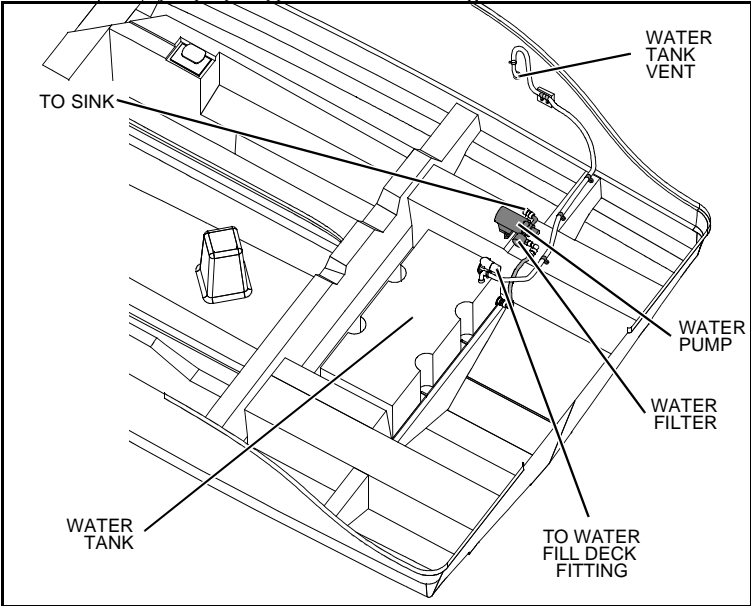 WATER
TANK
VENT
TO SINK
WATER
PUMP
WATER
FILTER
WATER
TANK
TO WATER
FILL DECK
FITTING